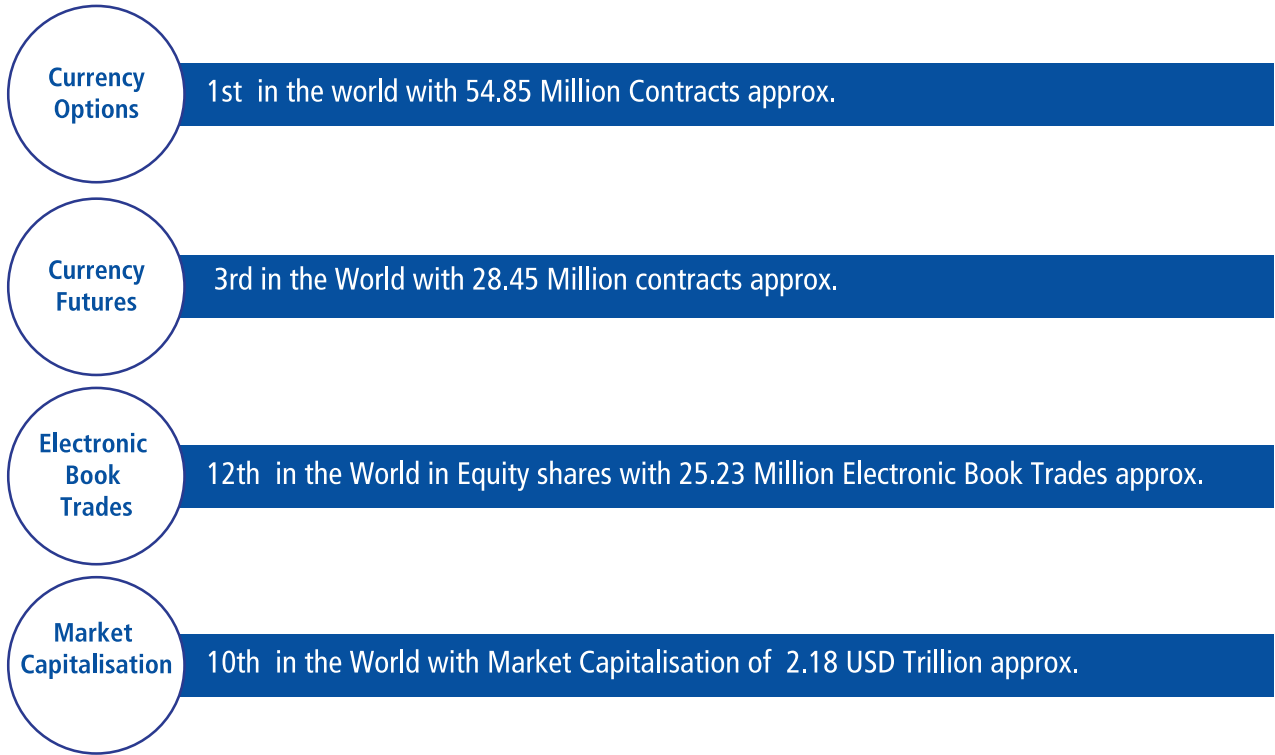 Currency
Options
1st in the world with 54.85 Million Contracts approx.
Currency
Futures
3rd in the World with 28.45 Million contracts approx.
Electronic
Book
Trades
12th in the World in Equity shares with 25.23 Million Electronic Book Trades approx.
Market
Capitalisation
10th in the World with Market Capitalisation of 2.18 USD Trillion approx.